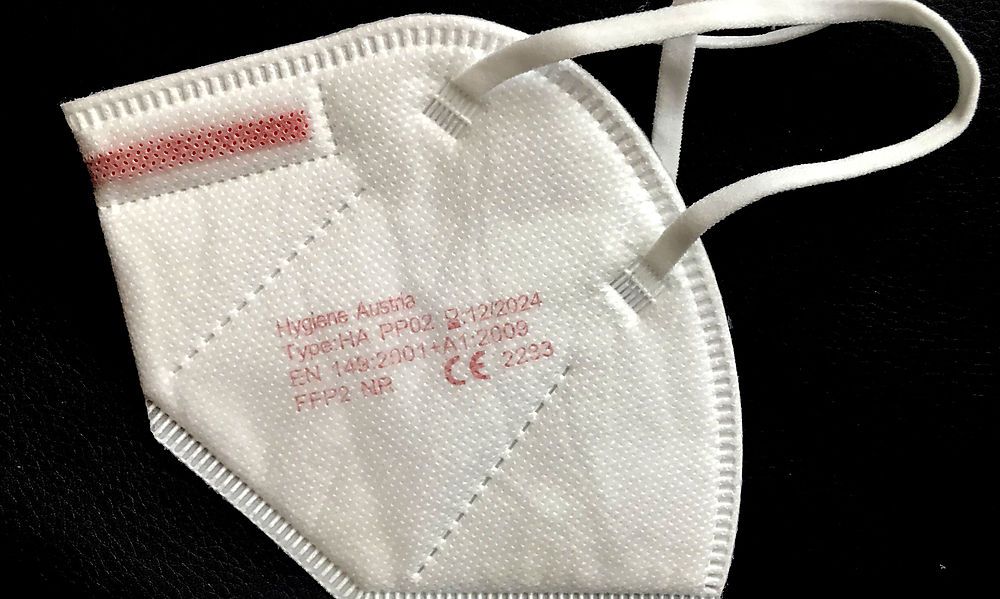 Hygiene Austria
Type:HA PP02 ⌛:12/2024
EN 149:2001+A1:2009
FFP2 NR CE 2233